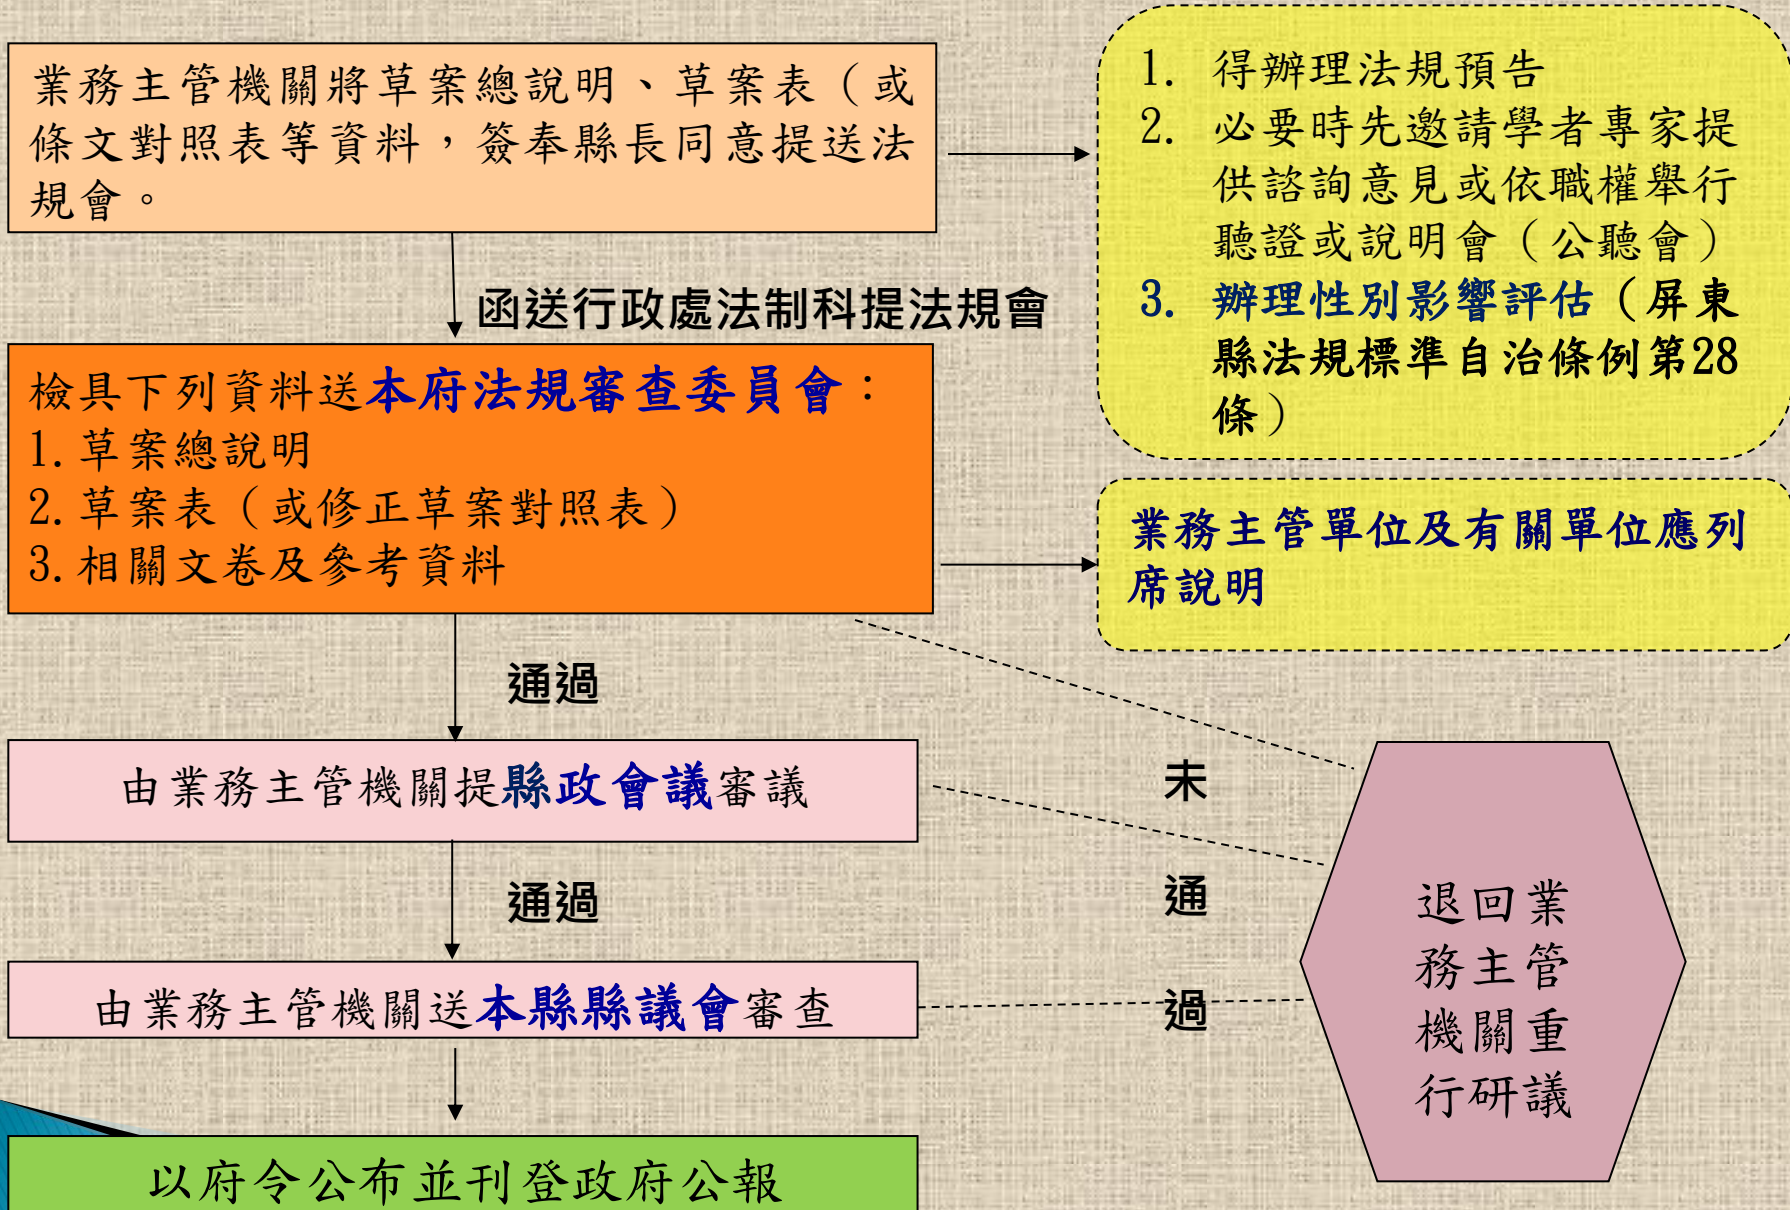 業務主管機關將草案總說明、草案表（或
條文對照表等資料，簽奉縣長同意提送法
規會。
1. 得辦理法規預告
2. 必要時先邀請學者專家提
供諮詢意見或依職權舉行
聽證或說明會（公聽會）
3. 辦理性別影響評估（屏東
縣法規標準自治條例第28
條）
函送行政處法制科提法規會
檢具下列資料送本府法規審查委員會：
1.草案總說明
2.草案表（或修正草案對照表）
3.相關文卷及參考資料
業務主管單位及有關單位應列
席說明
通過
由業務主管機關提縣政會議審議
通過
由業務主管機關送本縣縣議會審查
未
通
過
退回業
務主管
機關重
行研議
以府令公布並刊登政府公報